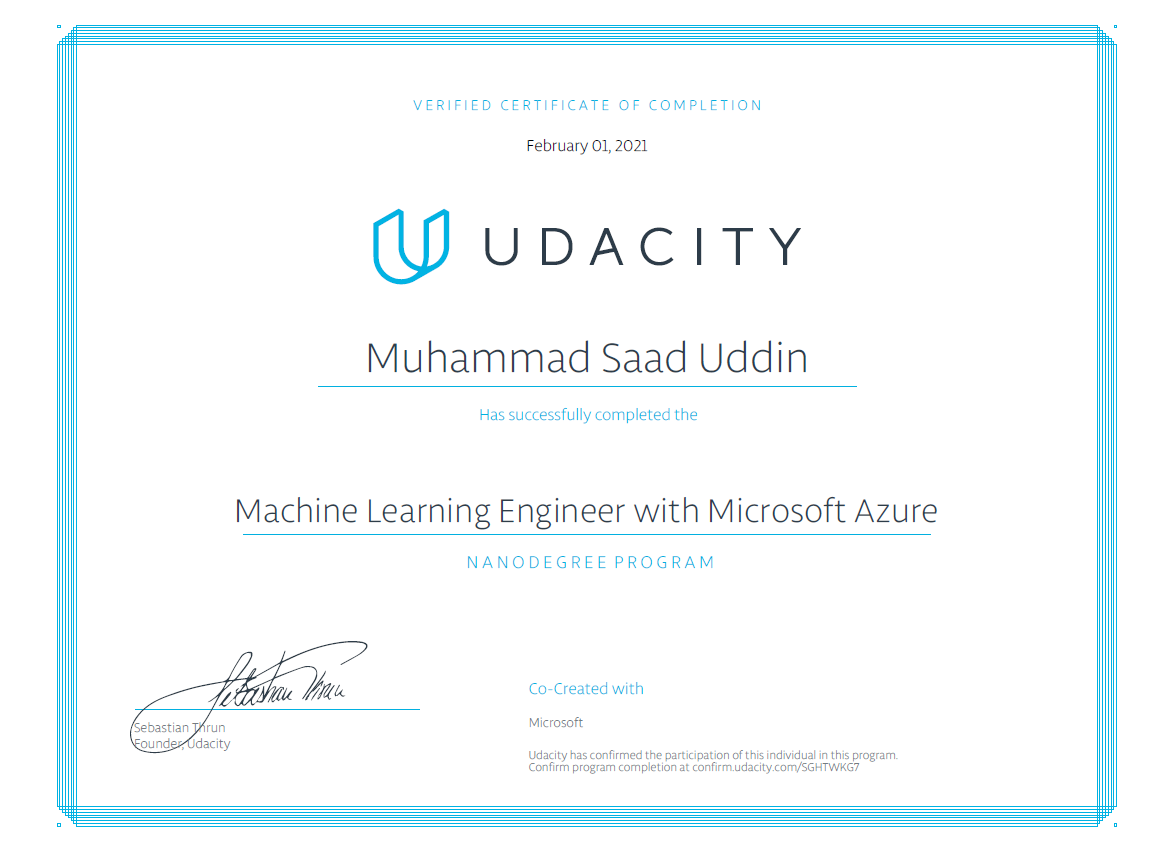 VERIFIED CERTIFICATE OF COMPLETION
February 01, 2021
UDACITY
Muhammad Saad Uddin
Has successfully completed the
Machine Learning Engineer with Microsoft Azure
NANODEGREE PROGRAM
Sebastian Thrun
Sebastian Thrun
Founder, Udacity
Co-Created with
Microsoft
Udacity has confirmed the participation of this individual in this program.
Confirm program completion at confirm.udacity.com/SGHTWKG7